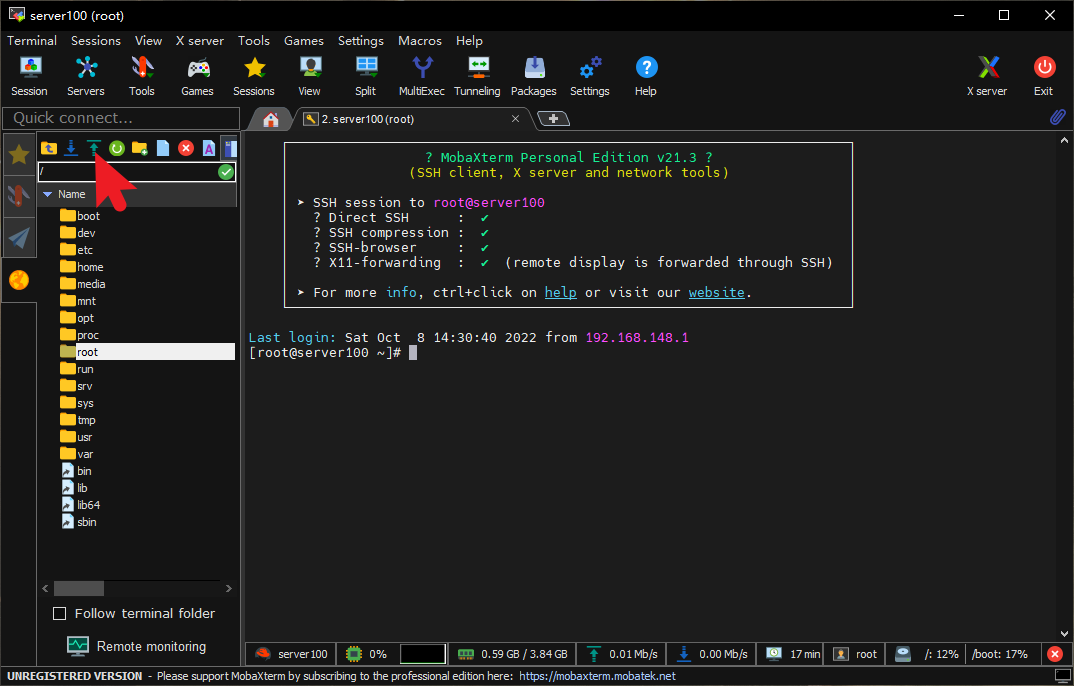 server100 (root)
Terminal Sessions View X server Tools Games Settings Macros Help
Session Servers Tools Games Sessions View Split MultiExec Tunneling Packages Settings Help X server Exit
Quick connect...
2. server100 (root)
/
Name
boot
dev
etc
home
media
mnt
opt
proc
root
run
srv
sys
tmp
usr
var
bin
lib
lib64
sbin
Follow terminal folder
Remote monitoring
? MobaXterm Personal Edition v21.3 ?
(SSH client, X server and network tools)
➤ SSH session to root@server100
? Direct SSH : ✔
? SSH compression : ✔
? SSH-browser : ✔
? X11-forwarding : ✔ (remote display is forwarded through SSH)
➤ For more info, ctrl+click on help or visit our website.
Last login: Sat Oct 8 14:30:40 2022 from 192.168.148.1
[root@server100 ~]#
server100 0% 0.59 GB / 3.84 GB 0.01 Mb/s 0.00 Mb/s 17 min root /: 12% /boot: 17%
UNREGISTERED VERSION - Please support MobaXterm by subscribing to the professional edition here: https://mobaxterm.mobatek.net